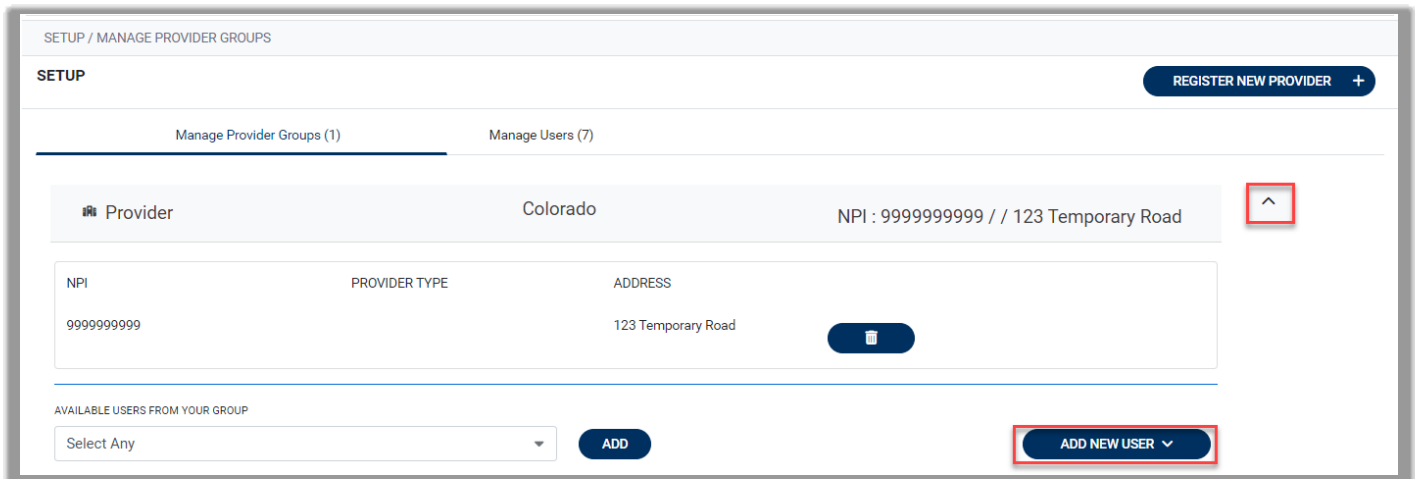 SETUP / MANAGE PROVIDER GROUPS
SETUP
REGISTER NEW PROVIDER +
Manage Provider Groups (1) Manage Users (7)
Provider Colorado NPI : 9999999999 / / 123 Temporary Road
NPI PROVIDER TYPE ADDRESS
9999999999 123 Temporary Road
AVAILABLE USERS FROM YOUR GROUP
Select Any ADD ADD NEW USER